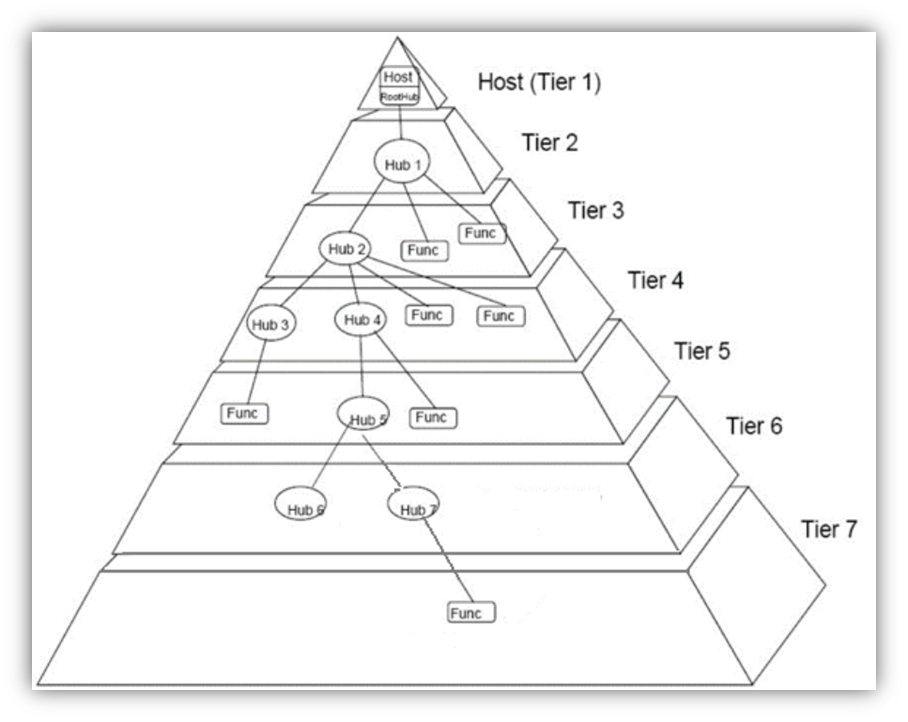 Host
RootHub
Host (Tier 1)
Tier 2
Hub 1
Tier 3
Func
Hub 2
Func
Tier 4
Hub 3
Hub 4
Func
Func
Tier 5
Func
Hub 5
Func
Tier 6
Hub 6
Hub 7
Tier 7
Func